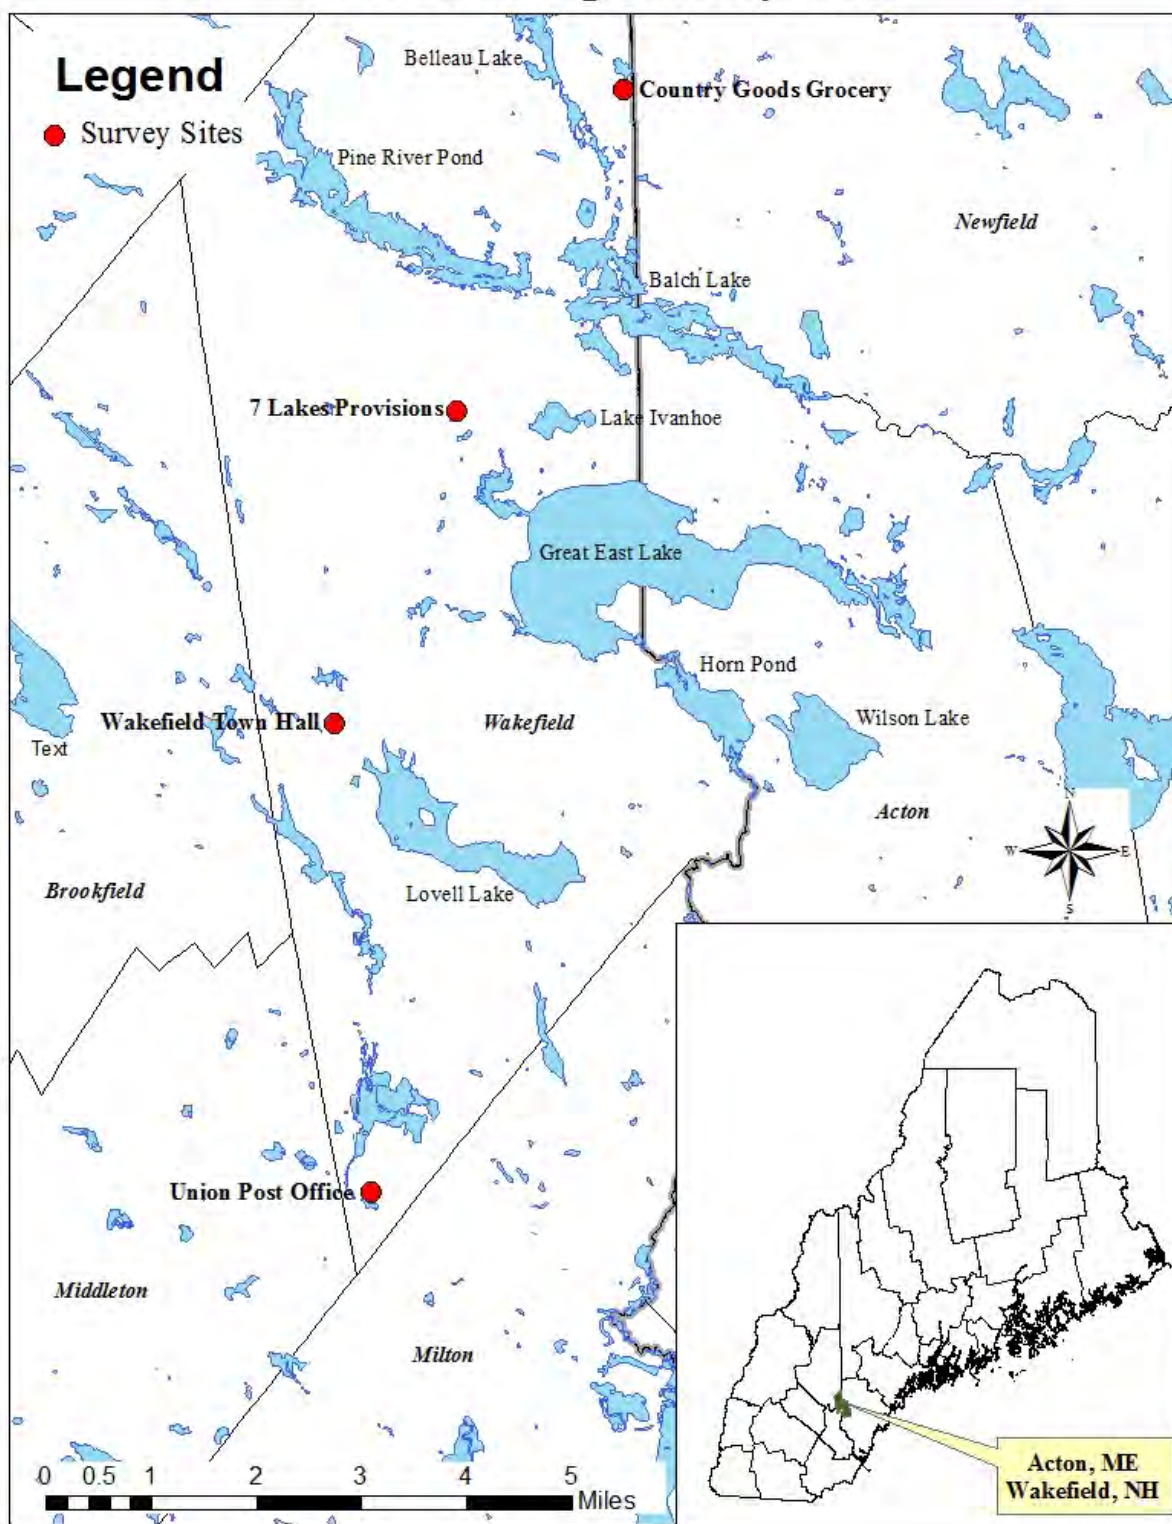 Legend
Survey Sites
Belleau Lake
Country Goods Grocery
Pine River Pond
Newfield
Balch Lake
7 Lakes Provisions
Lake Ivanhoe
Great East Lake
Horn Pond
Wakefield Town Hall
Wakefield
Wilson Lake
Text
Acton
N
W
E
S
Brookfield
Lovell Lake
Union Post Office
Middleton
Milton
0 0.5 1 2 3 4 5
Miles
Acton, ME
Wakefield, NH